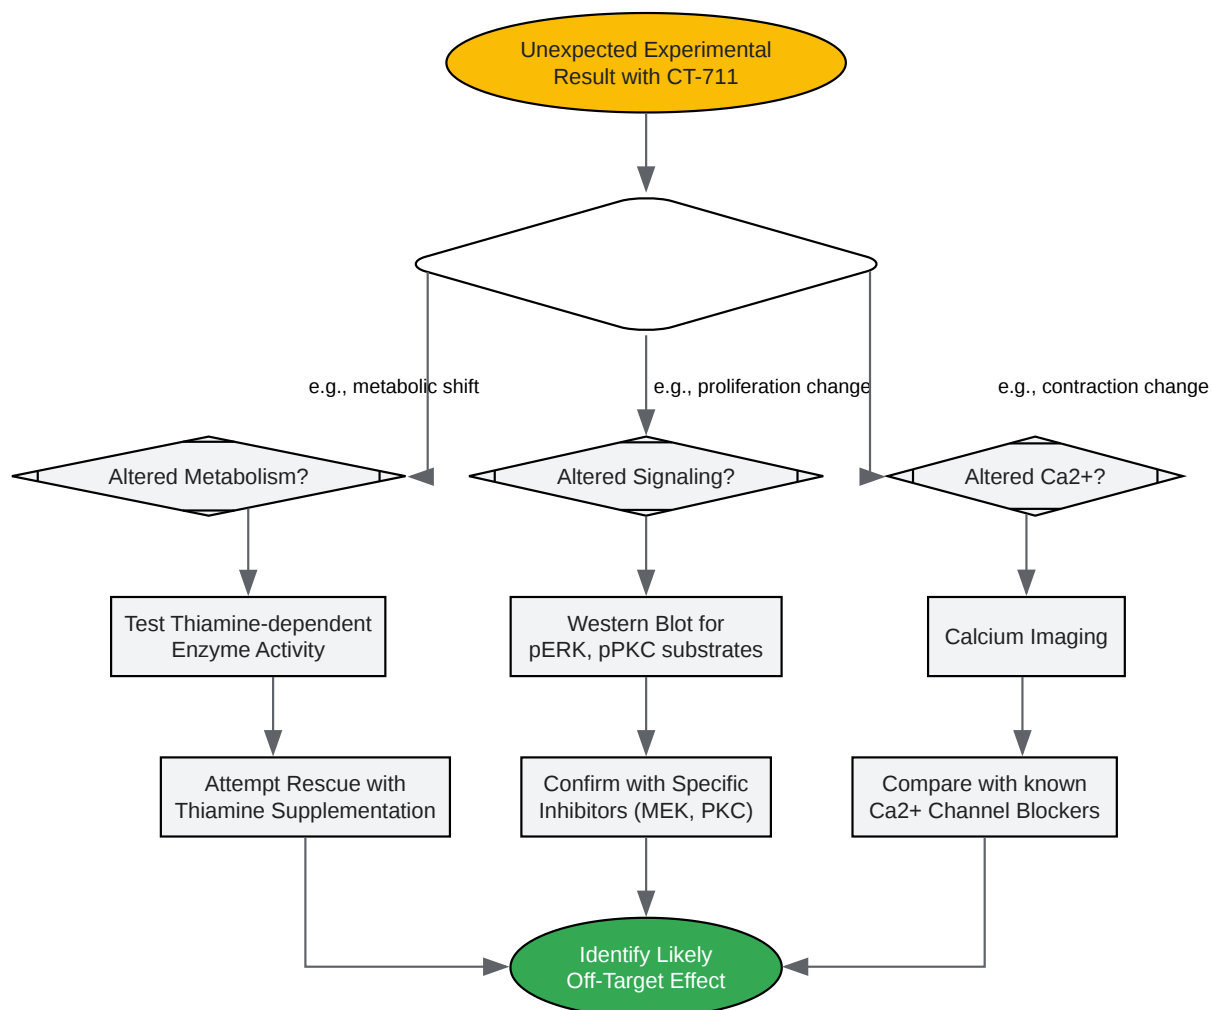 Unexpected Experimental
Result with CT-711
e.g., metabolic shift
e.g., proliferation change
e.g., contraction change
Altered Metabolism?
Altered Signaling?
Altered Ca2+?
Test Thiamine-dependent
Enzyme Activity
Western Blot for
pERK, pPKC substrates
Calcium Imaging
Attempt Rescue with
Thiamine Supplementation
Confirm with Specific
Inhibitors (MEK, PKC)
Compare with known
Ca2+ Channel Blockers
Identify Likely
Off-Target Effect